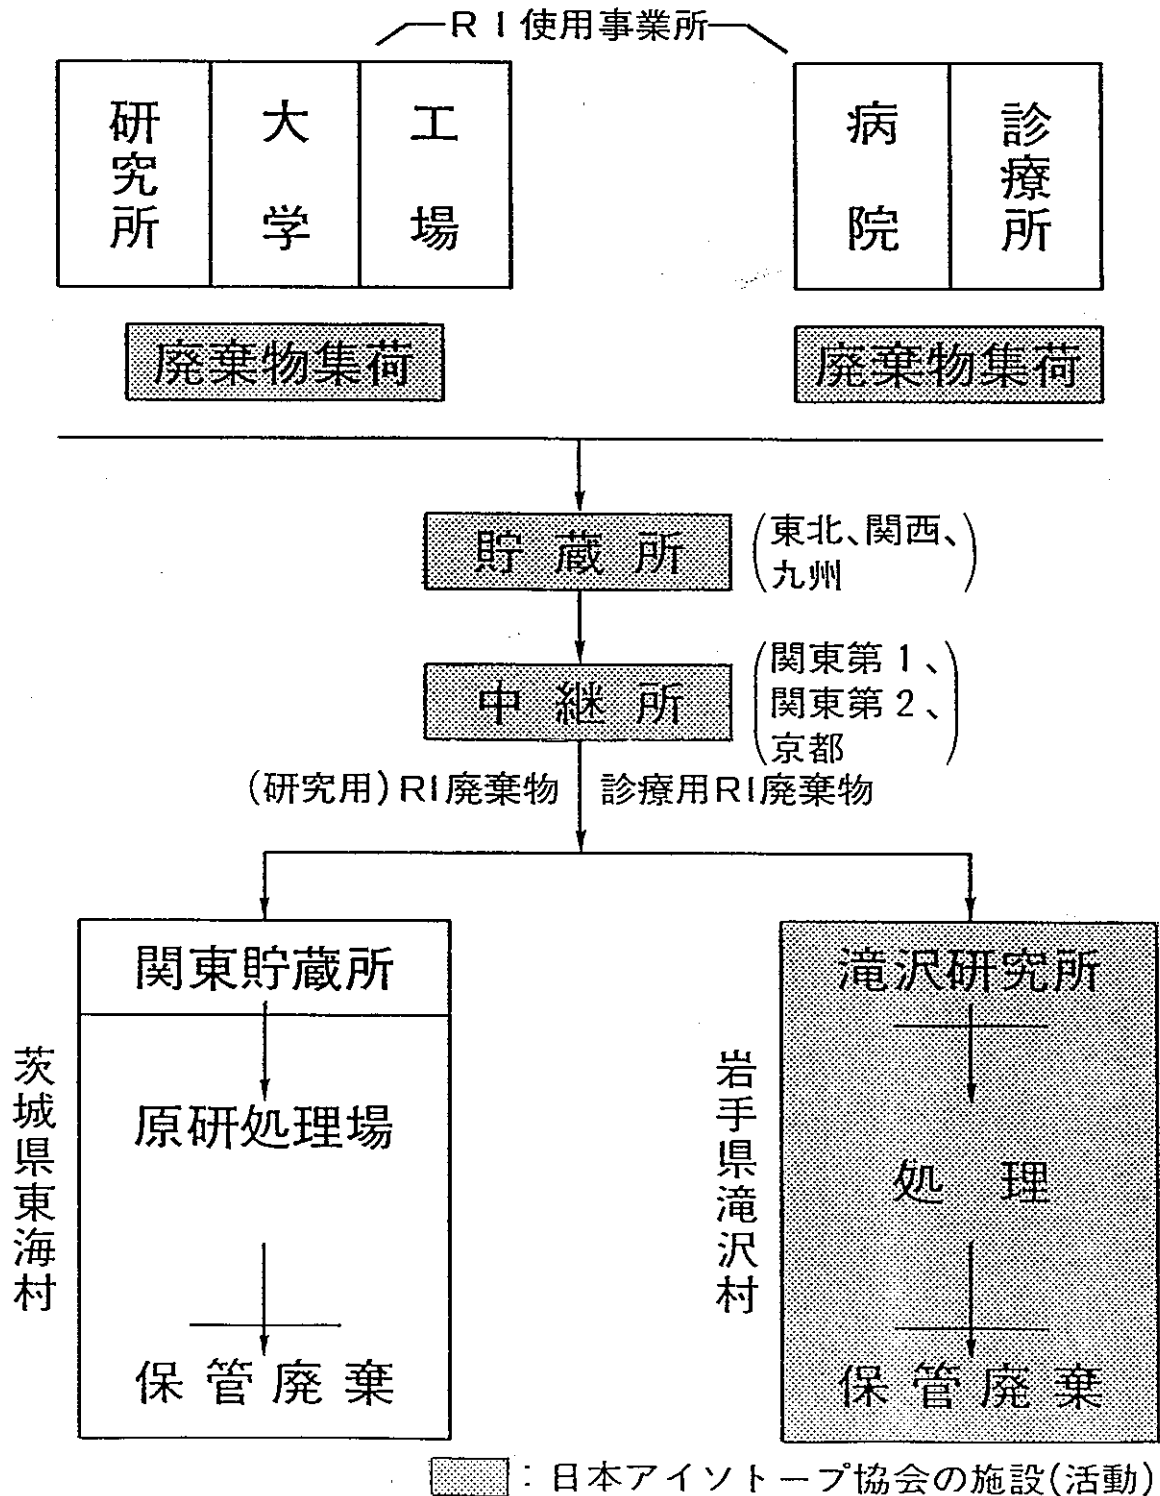 RI使用事業所
研究所
大学
工場
病院
診療所
廃棄物集荷
廃棄物集荷
貯蔵所
(東北、関西、
九州)
中継所
(関東第1、
関東第2、
京都)
(研究用)RI廃棄物
診療用RI廃棄物
関東貯蔵所
原研処理場
保管廃棄
茨城県東海村
滝沢研究所
処理
保管廃棄
岩手県滝沢村
:日本アイソトープ協会の施設(活動)